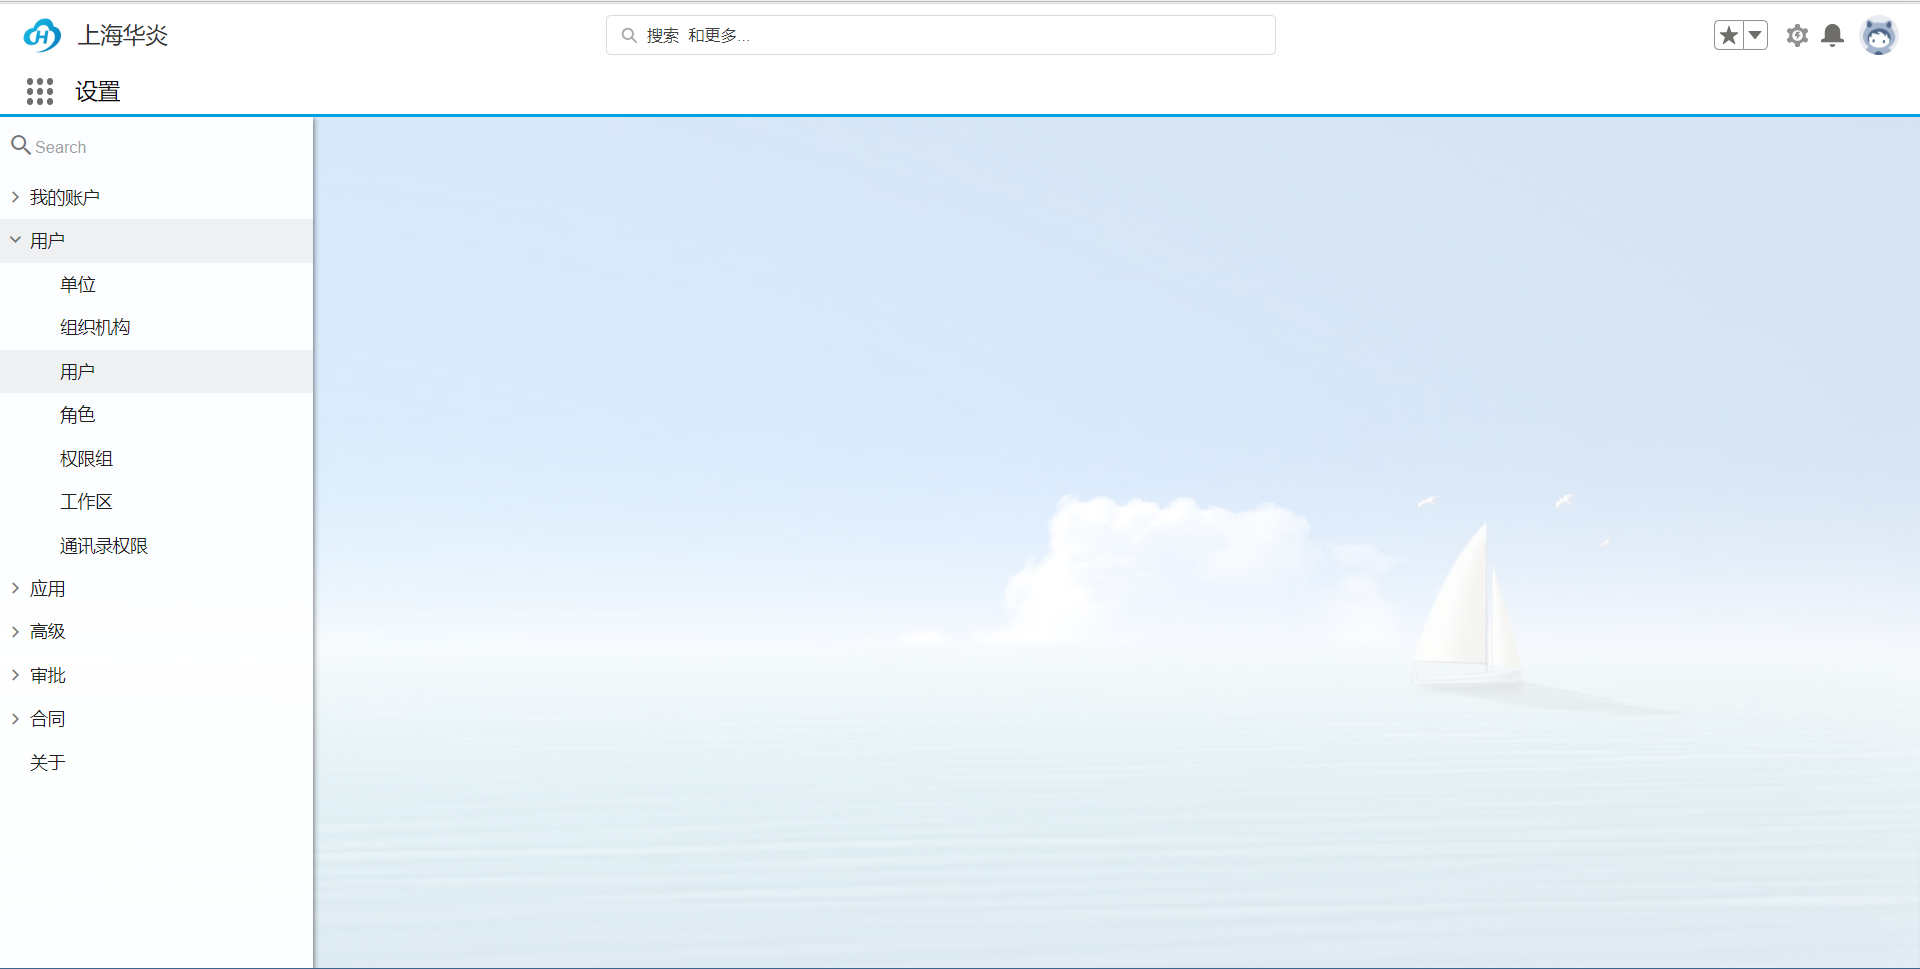 上海华炎
搜索 和更多...
设置
Search
我的账户
用户
单位
组织机构
用户
角色
权限组
工作区
通讯录权限
应用
高级
审批
合同
关于